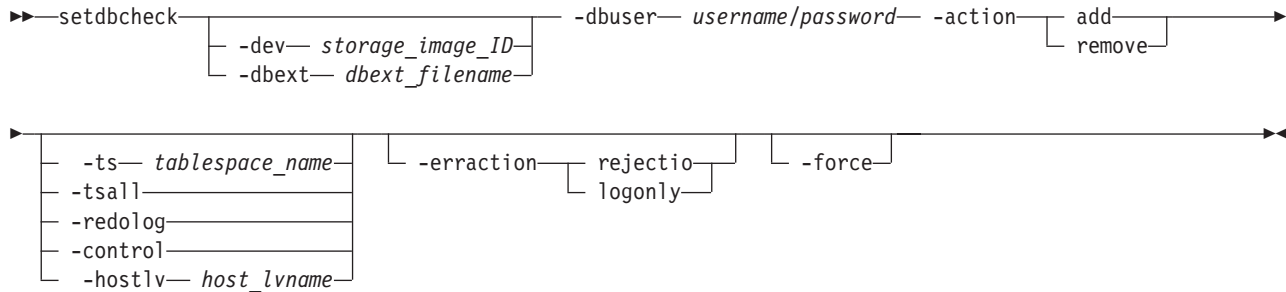 setdbcheck -dbuser username/password -action add
-dev storage_image_ID remove
-dbext dbext_filename
-ts tablespace_name -erraction rejectio -force
-tsall logonly
-redolog
-control
-hostlv host_lvname